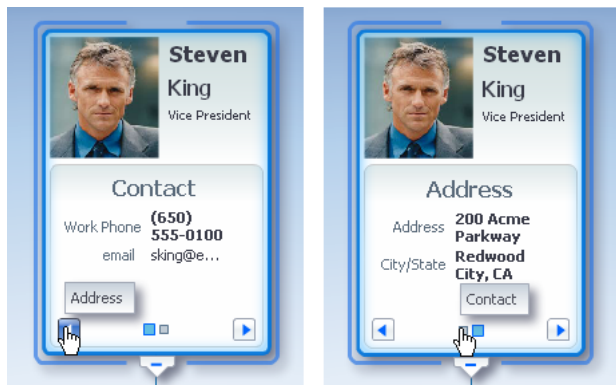 Steven
King
Vice President
Contact
Work Phone (650)
555-0100
email sking@e...
Address
Steven
King
Vice President
Address
Address 200 Acme
Parkway
City/State Redwood
City, CA
Contact